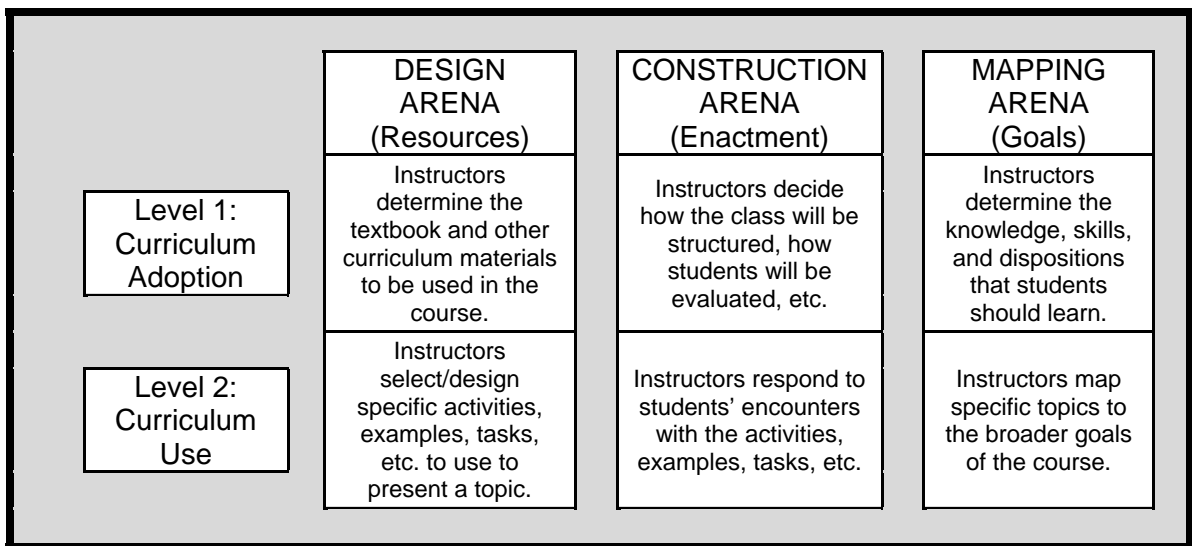 DESIGN
ARENA
(Resources)
CONSTRUCTION
ARENA
(Enactment)
MAPPING
ARENA
(Goals)
Level 1:
Curriculum
Adoption
Instructors
determine the
textbook and other
curriculum materials
to be used in the
course.
Instructors decide
how the class will be
structured, how
students will be
evaluated, etc.
Instructors
determine the
knowledge, skills,
and dispositions
that students
should learn.
Level 2:
Curriculum
Use
Instructors
select/design
specific activities,
examples, tasks,
etc. to use to
present a topic.
Instructors respond to
students’ encounters
with the activities,
examples, tasks, etc.
Instructors map
specific topics to
the broader goals
of the course.